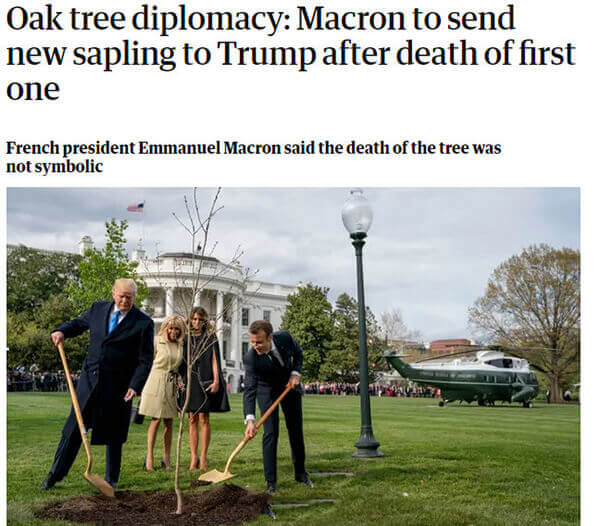 Oak tree diplomacy: Macron to send
new sapling to Trump after death of first
one
French president Emmanuel Macron said the death of the tree was
not symbolic